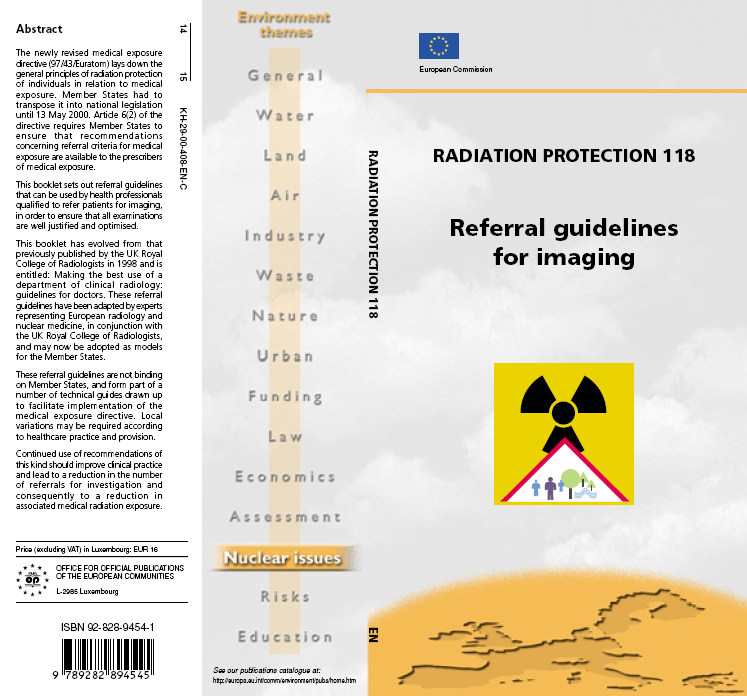 Abstract
The newly revised medical exposure
directive (97/43/Euratom) lays down the
general principles of radiation protection
of individuals in relation to medical
exposure. Member States had to
transpose it into national legislation
until 13 May 2000. Article 6(2) of the
directive requires Member States to
ensure that recommendations
concerning referral criteria for medical
exposure are available to the prescribers
of medical exposure.
This booklet sets out referral guidelines
that can be used by health professionals
qualified to refer patients for imaging,
in order to ensure that all examinations
are well justified and optimised.
This booklet has evolved from that
previously published by the UK Royal
College of Radiologists in 1998 and is
entitled: Making the best use of a
department of clinical radiology:
guidelines for doctors. These referral
guidelines have been adapted by experts
representing European radiology and
nuclear medicine, in conjunction with
the UK Royal College of Radiologists,
and may now be adopted as models
for the Member States.
These referral guidelines are not binding
on Member States, and form part of a
number of technical guides drawn up
to facilitate implementation of the
medical exposure directive. Local
variations may be required according
to healthcare practice and provision.
Continued use of recommendations of
this kind should improve clinical practice
and lead to a reduction in the number
of referrals for investigation and
consequently to a reduction in
associated medical radiation exposure.
Price (excluding VAT) in Luxembourg: EUR 16
OFFICE FOR OFFICIAL PUBLICATIONS
OF THE EUROPEAN COMMUNITIES
L-2985 Luxembourg
ISBN 92-828-9454-1
9 789282 894545
14
15
KH-29-00-408-EN-C
Environment
themes
General
Water
Land
Air
Industry
Waste
Nature
Urban
Funding
Law
Economics
Assessment
Nuclear issues
Risks
Education
See our publications catalogue at:
http://europa.eu.int/comm/environment/pubs/home.htm
RADIATION PROTECTION 118
EN
European Commission
RADIATION PROTECTION 118
Referral guidelines
for imaging